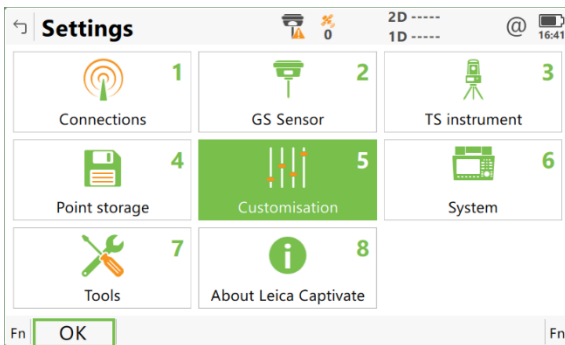 Settings
0
2D -----
1D -----
@
16:41
1
Connections
2
GS Sensor
3
TS instrument
4
Point storage
5
Customisation
6
System
7
Tools
8
About Leica Captivate
Fn
OK
Fn